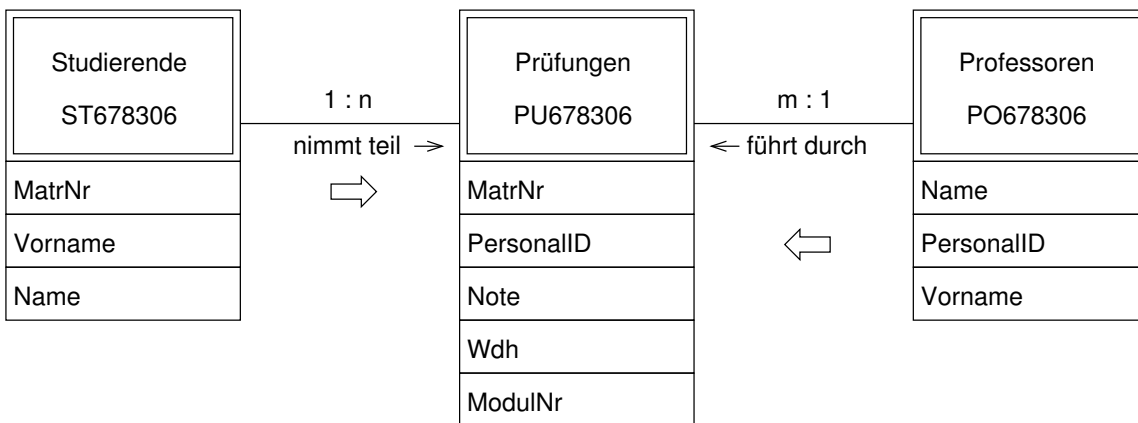 Studierende
ST678306
1 : n
nimmt teil →
Prüfungen
PU678306
m : 1
← führt durch
Professoren
PO678306
MatrNr
Vorname
Name
MatrNr
PersonalID
Note
Wdh
ModulNr
Name
PersonalID
Vorname